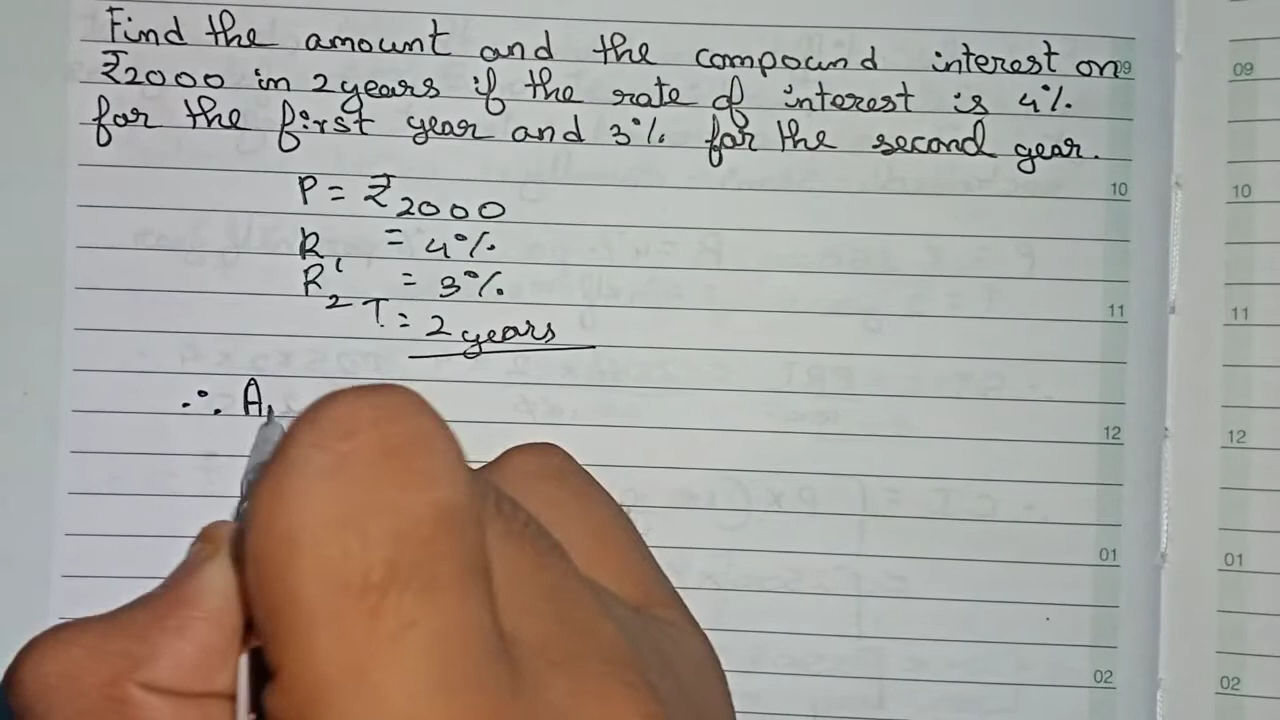 Find the amount and the compound interest on
₹2000 in 2 years if the rate of interest is 4%
for the first year and 3% for the second year.
P = ₹2000
R₁ = 4%
R₂ = 3%
T = 2 years
∴ A₁
09
10
11
12
01
02
09
10
11
12
01
02